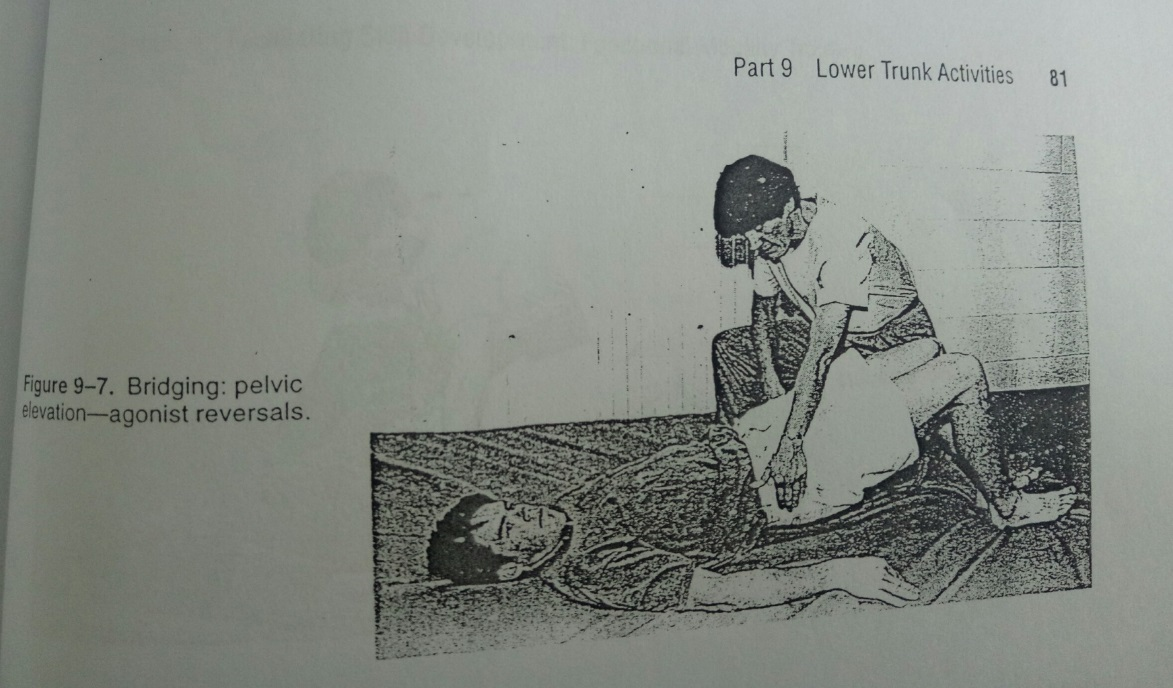 Part 9 Lower Trunk Activities 81
Figure 9–7. Bridging: pelvic
elevation—agonist reversals.